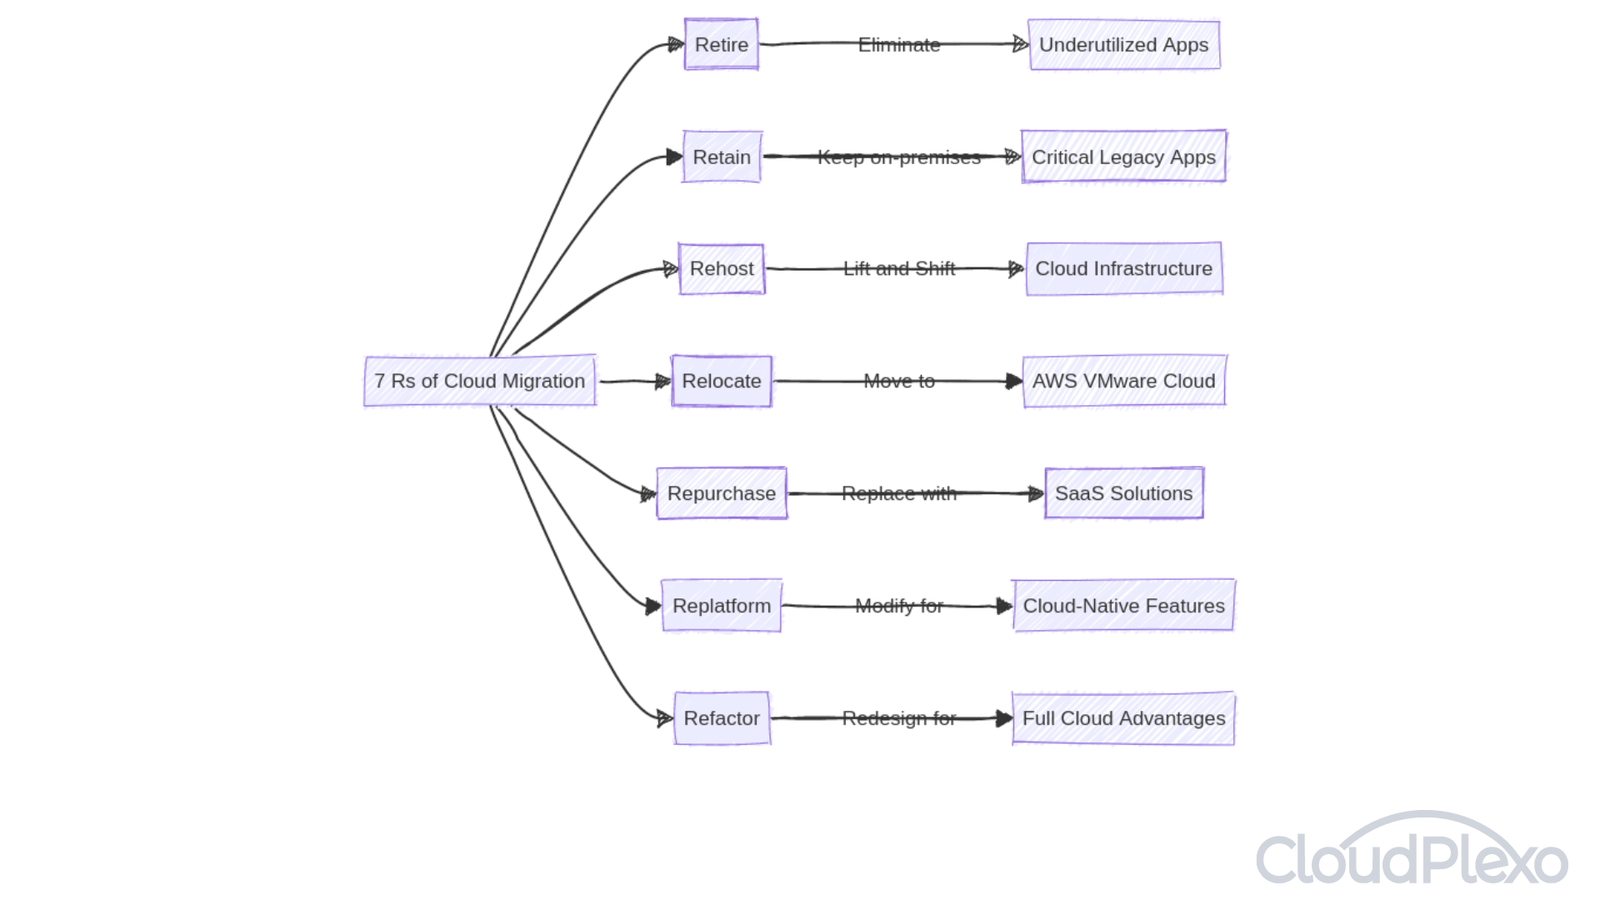 Retire
Eliminate
Underutilized Apps
Retain
Keep on-premises
Critical Legacy Apps
Rehost
Lift and Shift
Cloud Infrastructure
7 Rs of Cloud Migration
Relocate
Move to
AWS VMware Cloud
Repurchase
Replace with
SaaS Solutions
Replatform
Modify for
Cloud-Native Features
Refactor
Redesign for
Full Cloud Advantages
CloudPlexo